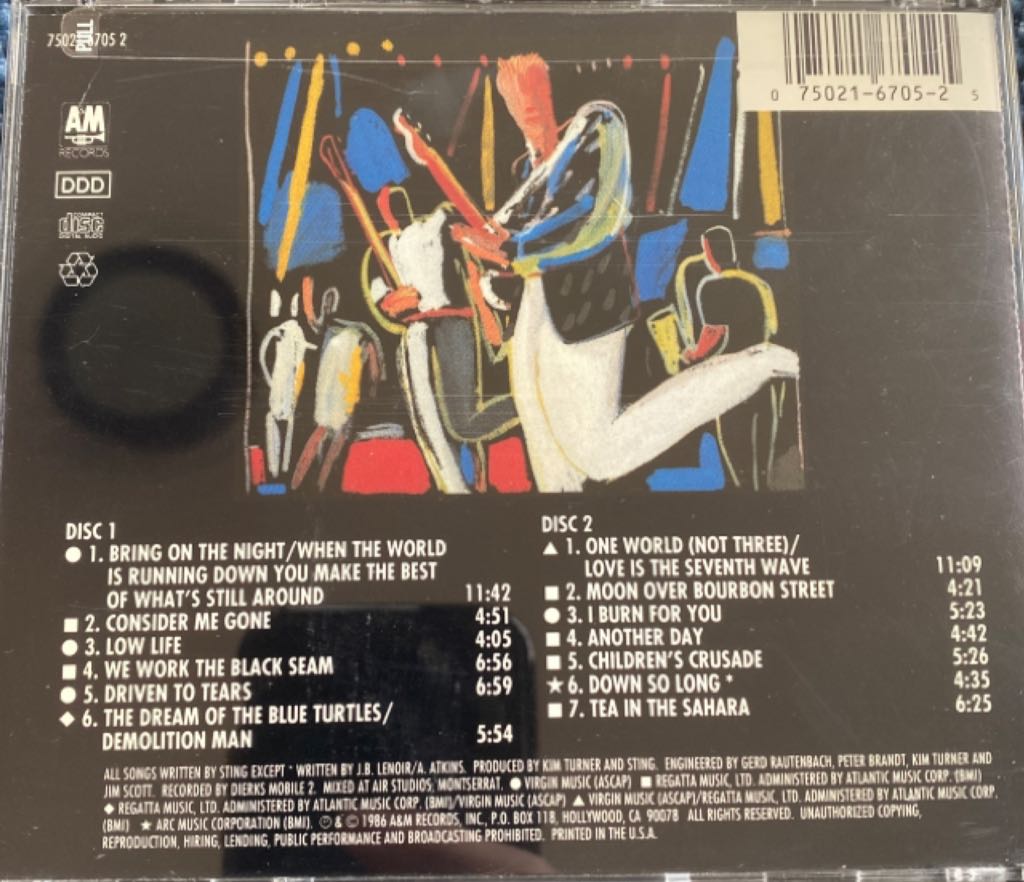 7502 6705 2
PULL
0 75021-6705-2 5
AM
RECORDS
DDD
COMPACT
disc
DIGITAL AUDIO
DISC 1
● 1. BRING ON THE NIGHT/WHEN THE WORLD
IS RUNNING DOWN YOU MAKE THE BEST
OF WHAT'S STILL AROUND 11:42
■ 2. CONSIDER ME GONE 4:51
● 3. LOW LIFE 4:05
■ 4. WE WORK THE BLACK SEAM 6:56
● 5. DRIVEN TO TEARS 6:59
◆ 6. THE DREAM OF THE BLUE TURTLES/
DEMOLITION MAN 5:54
DISC 2
▲ 1. ONE WORLD (NOT THREE)/
LOVE IS THE SEVENTH WAVE 11:09
■ 2. MOON OVER BOURBON STREET 4:21
● 3. I BURN FOR YOU 5:23
■ 4. ANOTHER DAY 4:42
■ 5. CHILDREN'S CRUSADE 5:26
★ 6. DOWN SO LONG * 4:35
■ 7. TEA IN THE SAHARA 6:25
ALL SONGS WRITTEN BY STING EXCEPT * WRITTEN BY J.B. LENOIR/A. ATKINS. PRODUCED BY KIM TURNER AND STING. ENGINEERED BY GERD RAUTENBACH, PETER BRANDT, KIM TURNER AND
JIM SCOTT. RECORDED BY DIERKS MOBILE 2. MIXED AT AIR STUDIOS, MONTSERRAT. ● VIRGIN MUSIC (ASCAP) ■ REGATTA MUSIC, LTD. ADMINISTERED BY ATLANTIC MUSIC CORP. (BMI)
◆ REGATTA MUSIC, LTD. ADMINISTERED BY ATLANTIC MUSIC CORP. (BMI)/VIRGIN MUSIC (ASCAP) ▲ VIRGIN MUSIC (ASCAP)/REGATTA MUSIC, LTD. ADMINISTERED BY ATLANTIC MUSIC CORP.
(BMI) ★ ARC MUSIC CORPORATION (BMI). ℗ & © 1986 A&M RECORDS, INC., P.O. BOX 118, HOLLYWOOD, CA 90078 ALL RIGHTS RESERVED. UNAUTHORIZED COPYING,
REPRODUCTION, HIRING, LENDING, PUBLIC PERFORMANCE AND BROADCASTING PROHIBITED. PRINTED IN THE U.S.A.